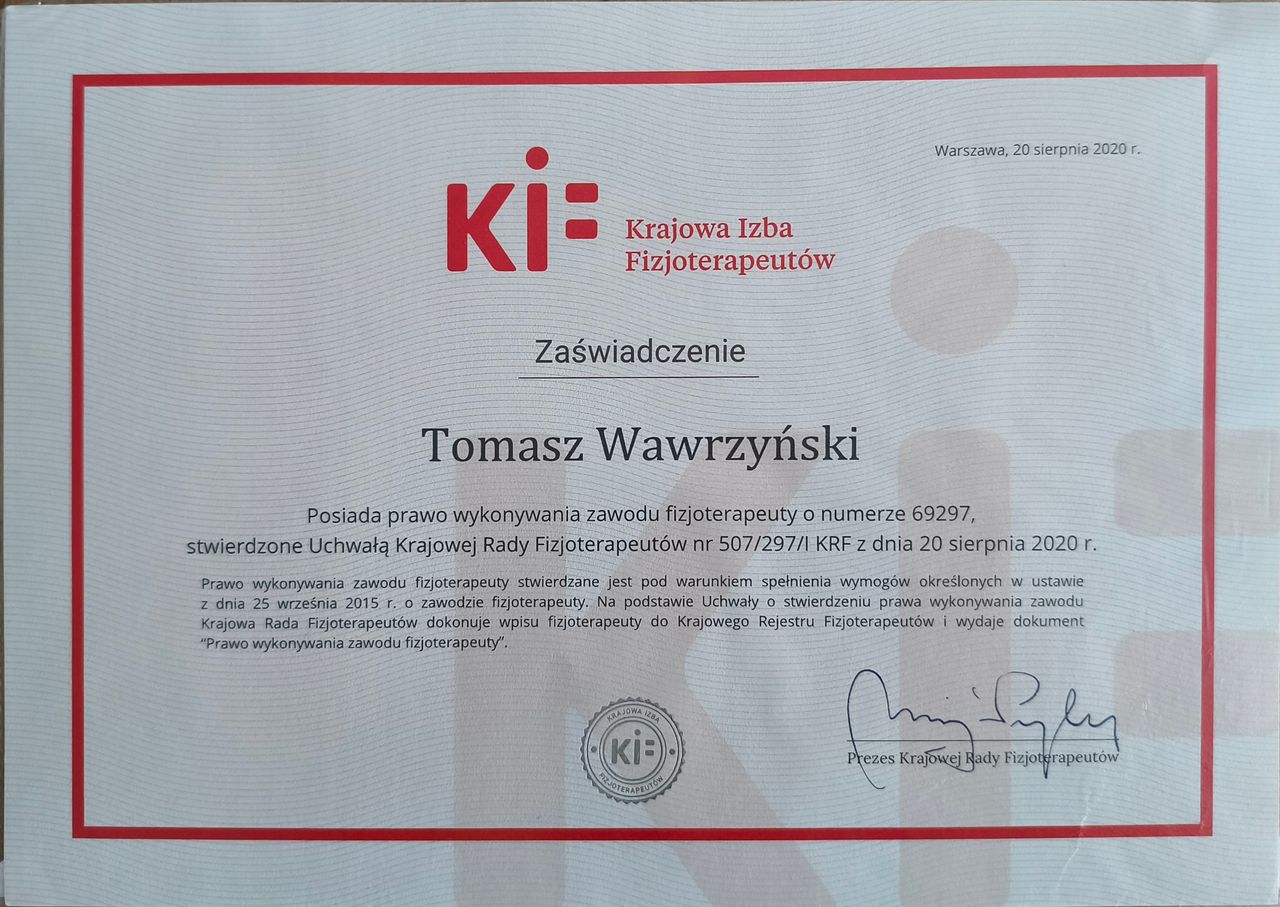 Warszawa, 20 sierpnia 2020 r.
KIF
Krajowa Izba
Fizjoterapeutów
Zaświadczenie
Tomasz Wawrzyński
Posiada prawo wykonywania zawodu fizjoterapeuty o numerze 69297,
stwierdzone Uchwałą Krajowej Rady Fizjoterapeutów nr 507/297/I KRF z dnia 20 sierpnia 2020 r.
Prawo wykonywania zawodu fizjoterapeuty stwierdzane jest pod warunkiem spełnienia wymogów określonych w ustawie
z dnia 25 września 2015 r. o zawodzie fizjoterapeuty. Na podstawie Uchwały o stwierdzeniu prawa wykonywania zawodu
Krajowa Rada Fizjoterapeutów dokonuje wpisu fizjoterapeuty do Krajowego Rejestru Fizjoterapeutów i wydaje dokument
“Prawo wykonywania zawodu fizjoterapeuty”.
KRAJOWA IZBA
KIF
FIZJOTERAPEUTÓW
Prezes Krajowej Rady Fizjoterapeutów